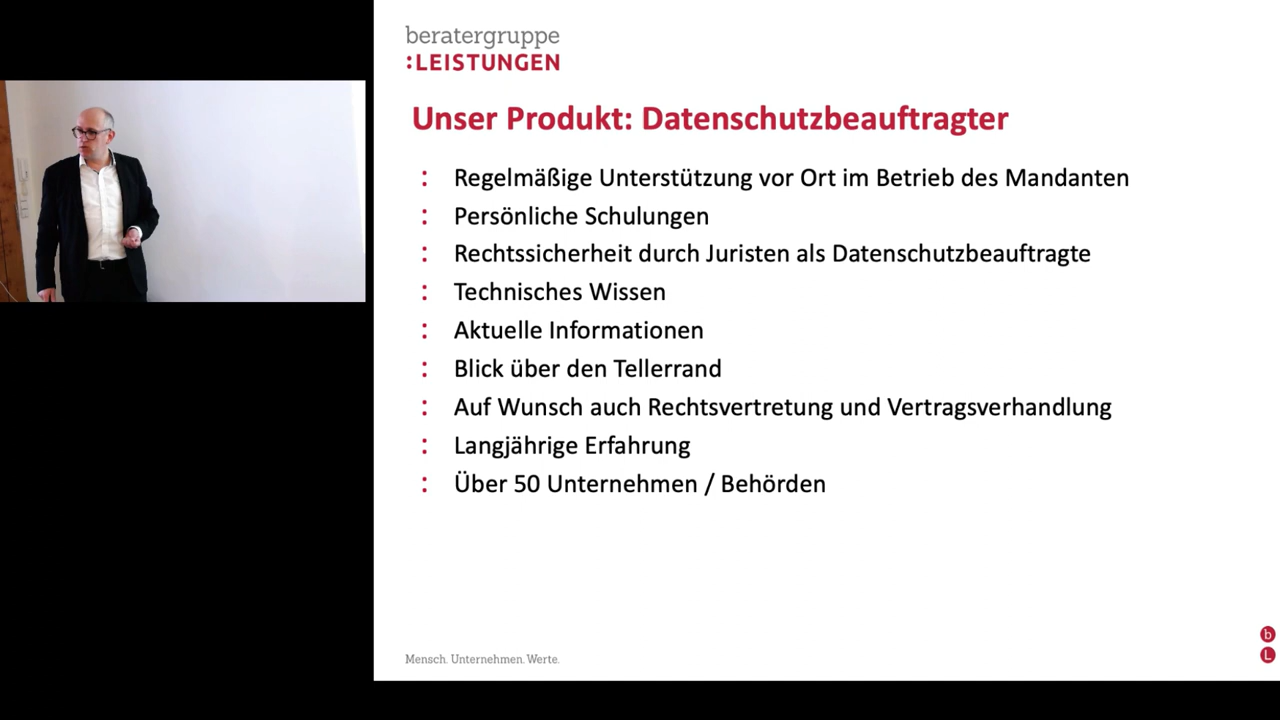 beratergruppe
:LEISTUNGEN
Unser Produkt: Datenschutzbeauftragter
: Regelmäßige Unterstützung vor Ort im Betrieb des Mandanten
: Persönliche Schulungen
: Rechtssicherheit durch Juristen als Datenschutzbeauftragte
: Technisches Wissen
: Aktuelle Informationen
: Blick über den Tellerrand
: Auf Wunsch auch Rechtsvertretung und Vertragsverhandlung
: Langjährige Erfahrung
: Über 50 Unternehmen / Behörden
Mensch. Unternehmen. Werte.
b
L